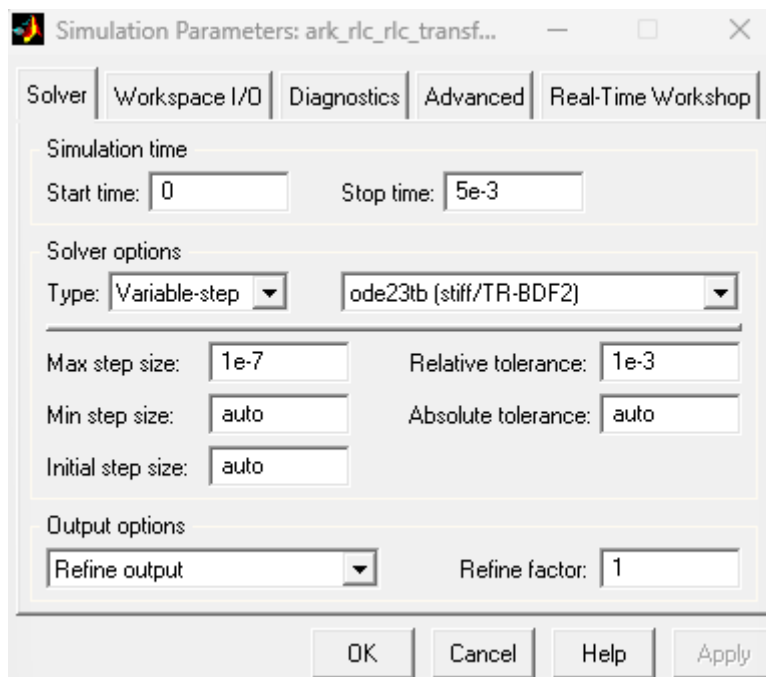 Simulation Parameters: ark_rlc_rlc_transf...
Solver Workspace I/O Diagnostics Advanced Real-Time Workshop
Simulation time
Start time: 0 Stop time: 5e-3
Solver options
Type: Variable-step ode23tb (stiff/TR-BDF2)
Max step size: 1e-7 Relative tolerance: 1e-3
Min step size: auto Absolute tolerance: auto
Initial step size: auto
Output options
Refine output Refine factor: 1
OK Cancel Help Apply